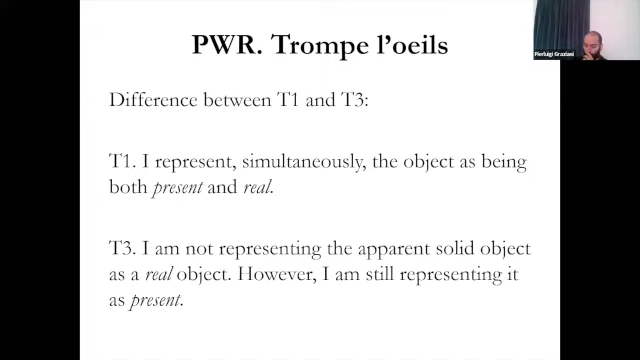 PWR. Trompe l'oeils
Pierluigi Graziani
Difference between T1 and T3:
T1. I represent, simultaneously, the object as being
both present and real.
T3. I am not representing the apparent solid object
as a real object. However, I am still representing it
as present.